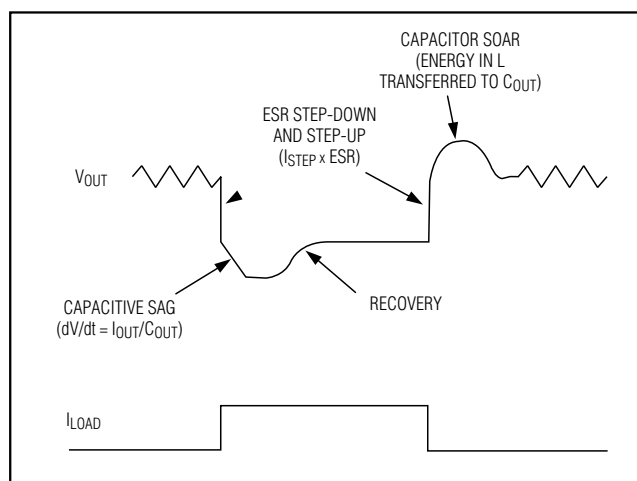 CAPACITOR SOAR
(ENERGY IN L
TRANSFERRED TO COUT)
ESR STEP-DOWN
AND STEP-UP
(ISTEP x ESR)
VOUT
CAPACITIVE SAG
(dV/dt = IOUT/COUT)
RECOVERY
ILOAD